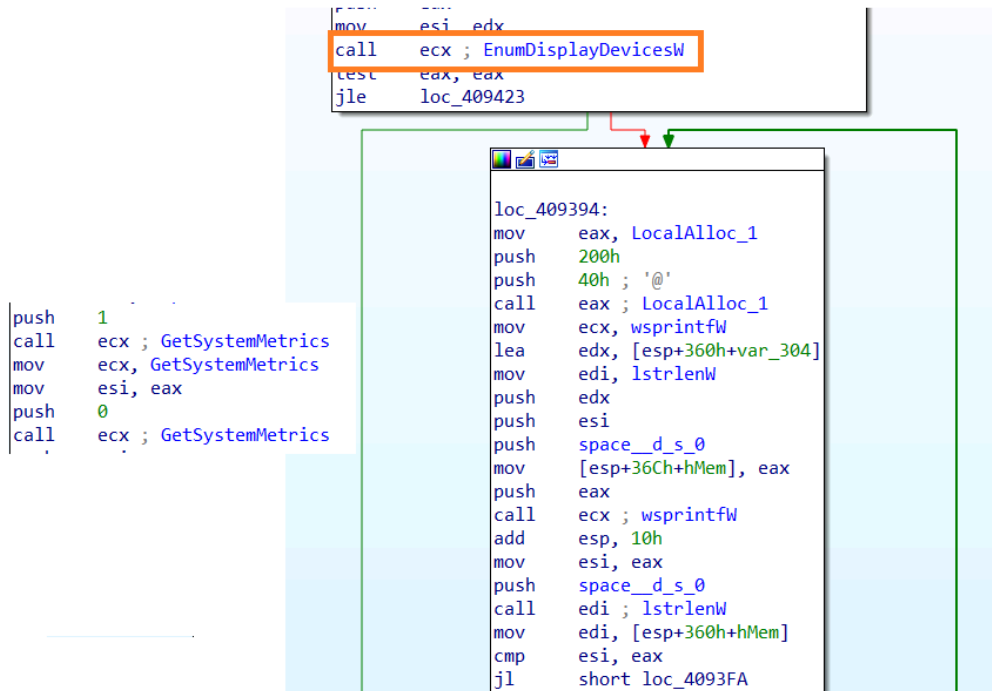 mov esi, edx
call ecx ; EnumDisplayDevicesW
test eax, eax
jle loc_409423
loc_409394:
mov eax, LocalAlloc_1
push 200h
push 40h ; '@'
call eax ; LocalAlloc_1
mov ecx, wsprintfW
lea edx, [esp+360h+var_304]
mov edi, lstrlenW
push edx
push esi
push space__d_s_0
mov [esp+36Ch+hMem], eax
push eax
call ecx ; wsprintfW
add esp, 10h
mov esi, eax
push space__d_s_0
call edi ; lstrlenW
mov edi, [esp+360h+hMem]
cmp esi, eax
jl short loc_4093FA
push 1
call ecx ; GetSystemMetrics
mov ecx, GetSystemMetrics
mov esi, eax
push 0
call ecx ; GetSystemMetrics